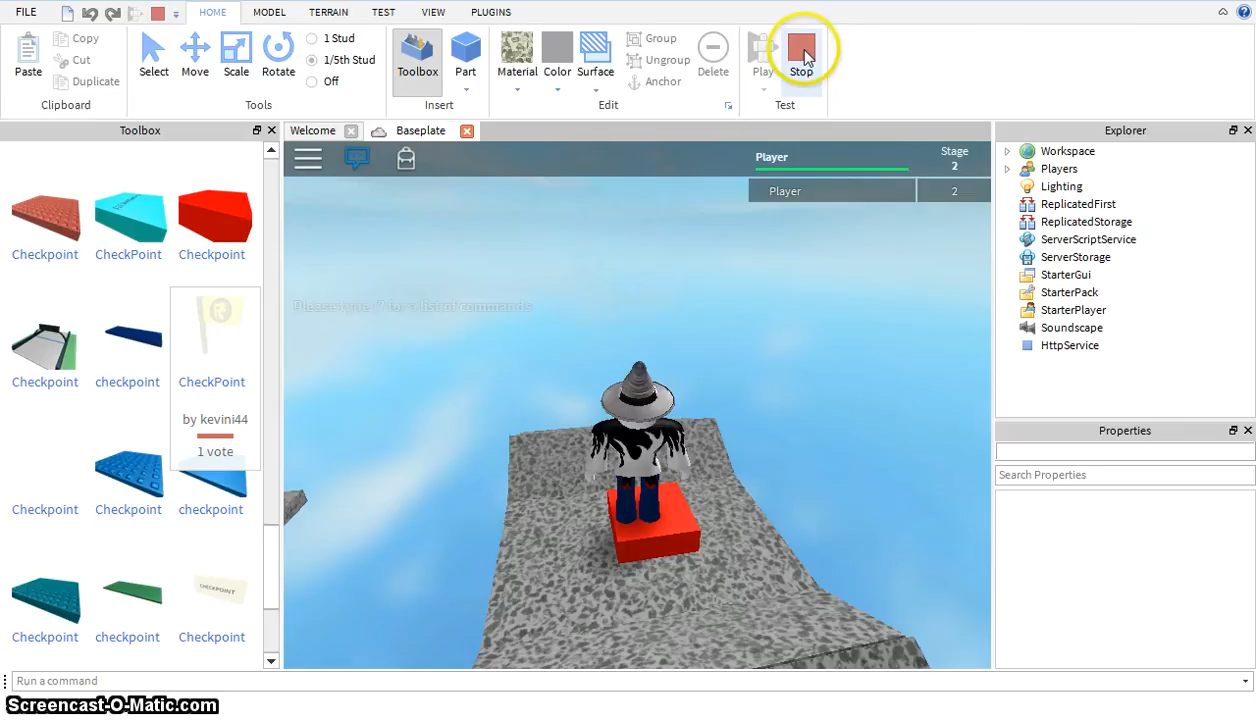 FILE HOME MODEL TERRAIN TEST VIEW PLUGINS
Paste
Copy
Cut
Duplicate
Clipboard
Select
Move
Scale
Rotate
1 Stud
1/5th Stud
Off
Tools
Toolbox
Part
Insert
Material
Color
Surface
Group
Ungroup
Anchor
Delete
Edit
Play
Stop
Test
Toolbox
Checkpoint CheckPoint Checkpoint
Checkpoint checkpoint CheckPoint
by kevini44
1 vote
Checkpoint Checkpoint checkpoint
CHECKPOINT
Checkpoint checkpoint Checkpoint
Welcome
Baseplate
Player
Stage
2
Player 2
Explorer
Workspace
Players
Lighting
ReplicatedFirst
ReplicatedStorage
ServerScriptService
ServerStorage
StarterGui
StarterPack
StarterPlayer
Soundscape
HttpService
Properties
Search Properties
Run a command
Screencast-O-Matic.com